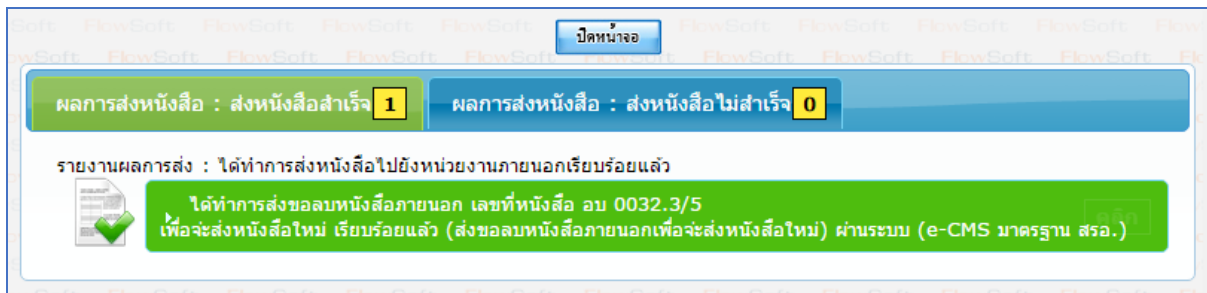 ปิดหน้าจอ
ผลการส่งหนังสือ : ส่งหนังสือสำเร็จ 1 ผลการส่งหนังสือ : ส่งหนังสือไม่สำเร็จ 0
รายงานผลการส่ง : ได้ทำการส่งหนังสือไปยังหน่วยงานภายนอกเรียบร้อยแล้ว
ได้ทำการส่งขอลบหนังสือภายนอก เลขที่หนังสือ อบ 0032.3/5
เพื่อจะส่งหนังสือใหม่ เรียบร้อยแล้ว (ส่งขอลบหนังสือภายนอกเพื่อจะส่งหนังสือใหม่) ผ่านระบบ (e-CMS มาตรฐาน สรอ.)